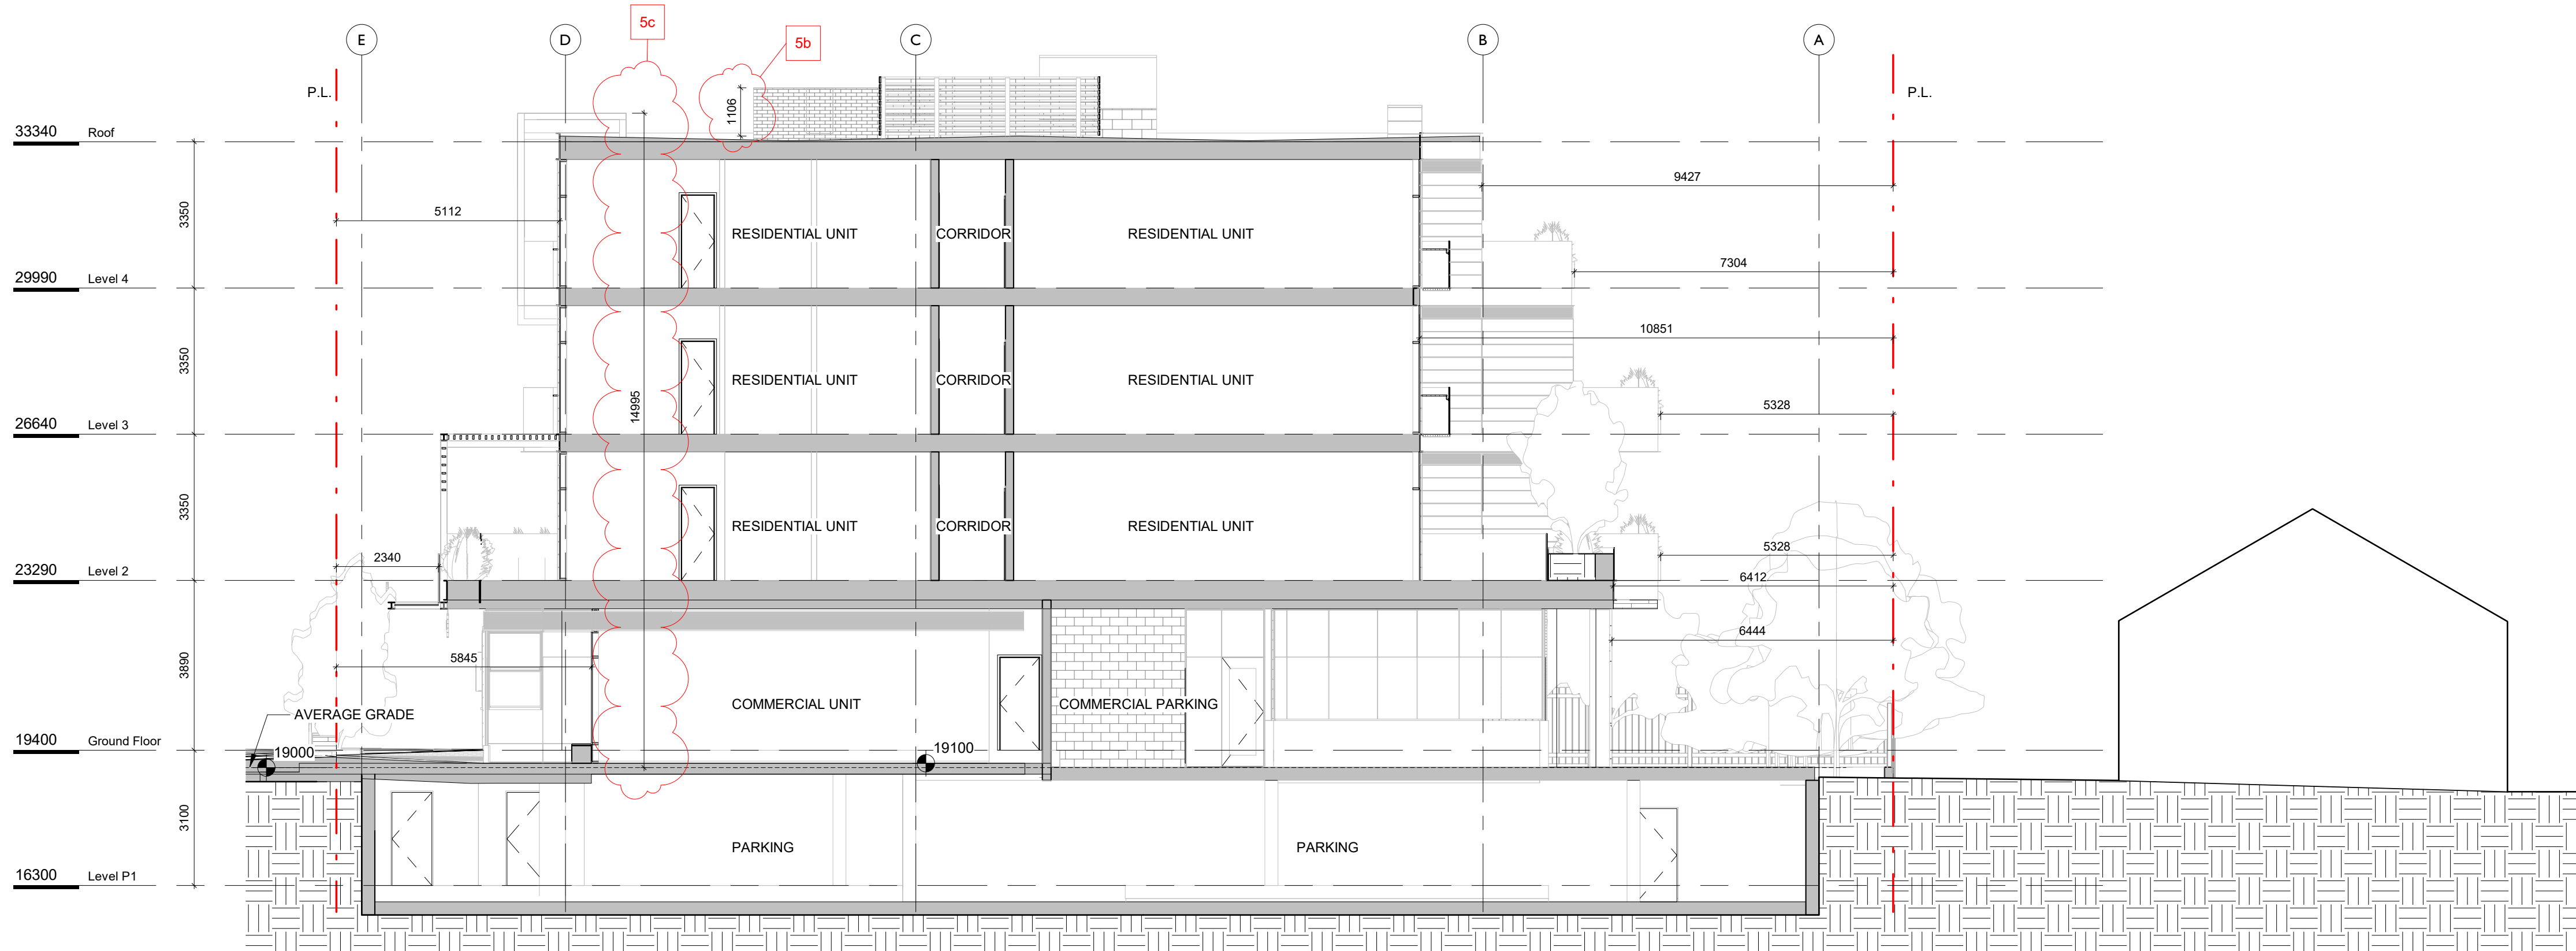 5c
5b
E
D
C
B
A
P.L.
P.L.
1106
33340 Roof
9427
5112
3350
RESIDENTIAL UNIT
CORRIDOR
RESIDENTIAL UNIT
7304
29990 Level 4
10851
3350
RESIDENTIAL UNIT
CORRIDOR
RESIDENTIAL UNIT
14995
5328
26640 Level 3
3350
RESIDENTIAL UNIT
CORRIDOR
RESIDENTIAL UNIT
2340
5328
23290 Level 2
6412
6444
5845
3890
COMMERCIAL UNIT
COMMERCIAL PARKING
AVERAGE GRADE
19400 Ground Floor
19000
19100
3100
PARKING
PARKING
16300 Level P1